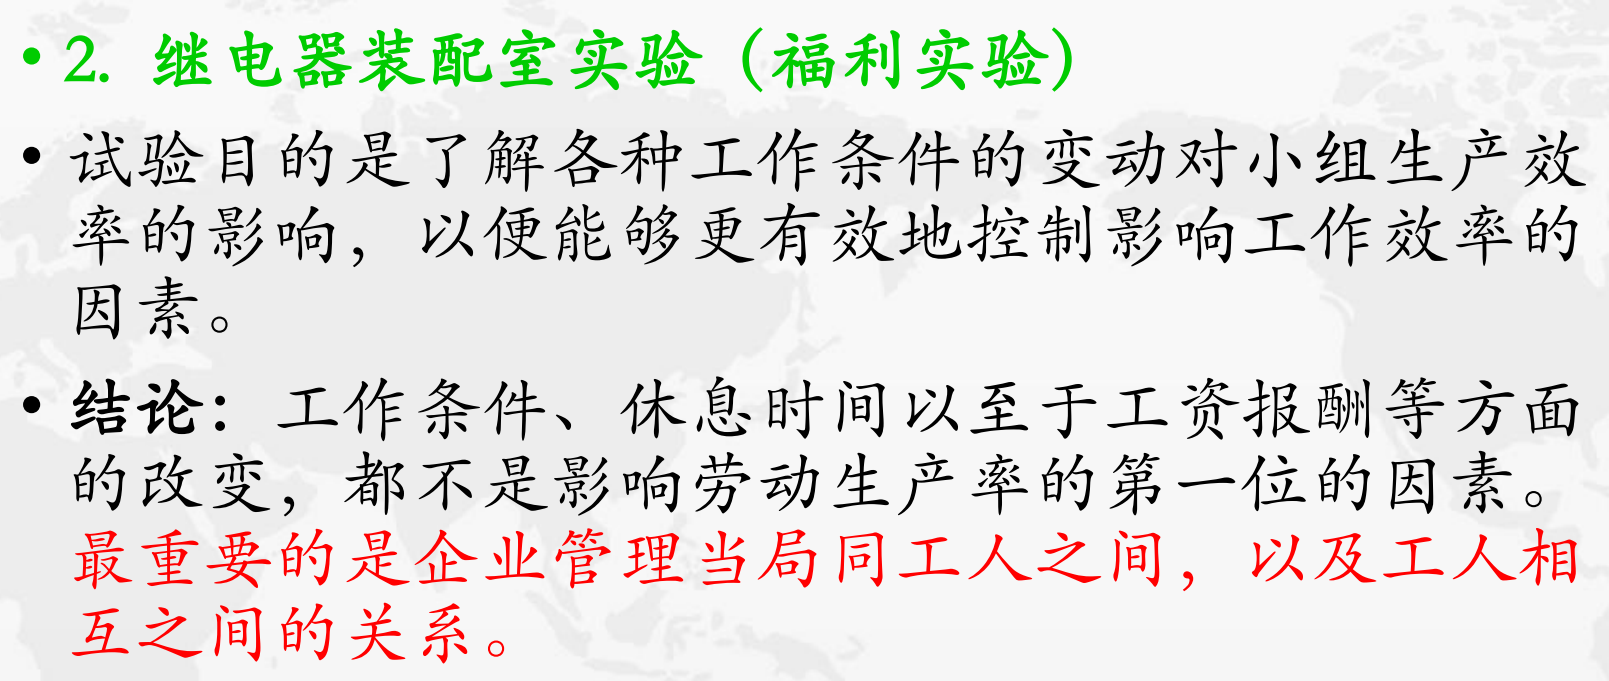 • 2. 继电器装配室实验（福利实验）
• 试验目的是了解各种工作条件的变动对小组生产效
率的影响，以便能够更有效地控制影响工作效率的
因素。
• 结论：工作条件、休息时间以至于工资报酬等方面
的改变，都不是影响劳动生产率的第一位的因素。
最重要的是企业管理当局同工人之间，以及工人相
互之间的关系。